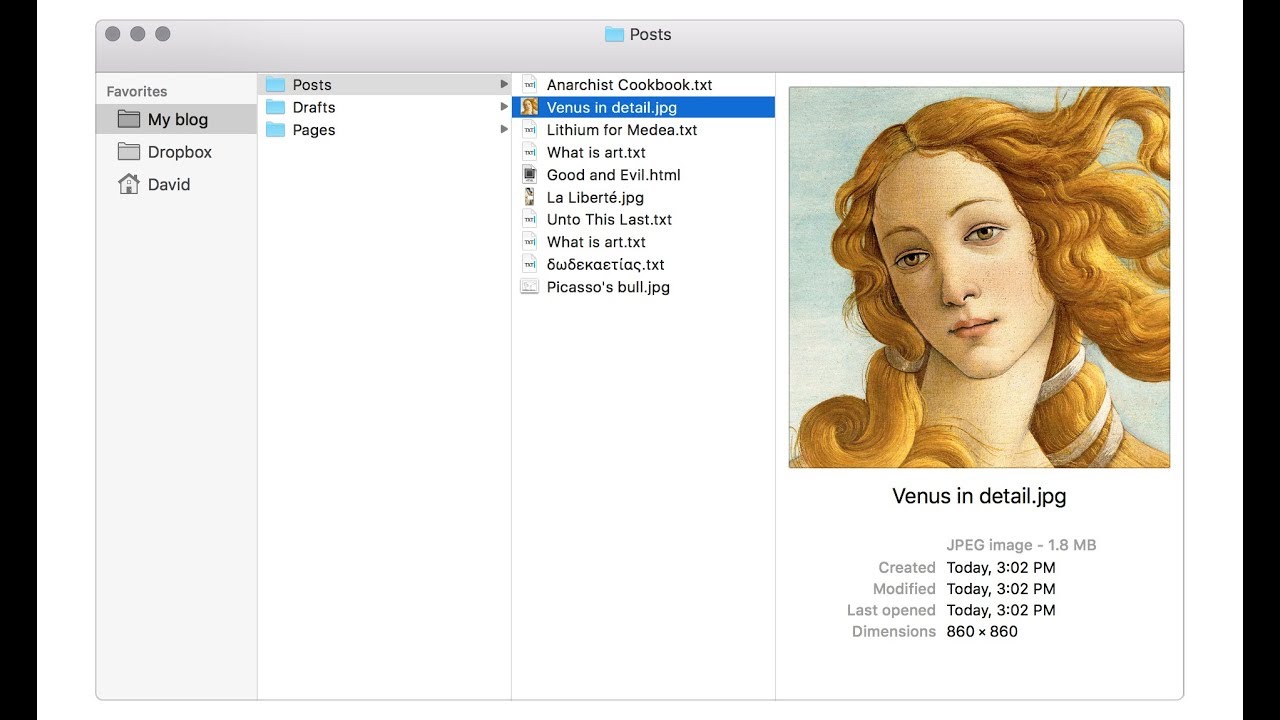 Posts
Favorites
My blog
Dropbox
David
Posts
Drafts
Pages
Anarchist Cookbook.txt
Venus in detail.jpg
Lithium for Medea.txt
What is art.txt
Good and Evil.html
La Liberté.jpg
Unto This Last.txt
What is art.txt
δωδεκαετίας.txt
Picasso's bull.jpg
Venus in detail.jpg
JPEG image - 1.8 MB
Created Today, 3:02 PM
Modified Today, 3:02 PM
Last opened Today, 3:02 PM
Dimensions 860 × 860